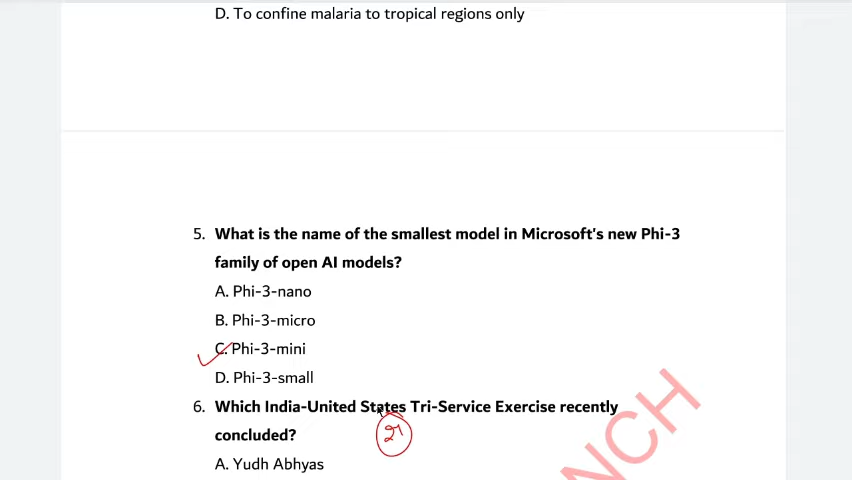 D. To confine malaria to tropical regions only
5. What is the name of the smallest model in Microsoft's new Phi-3
family of open AI models?
A. Phi-3-nano
B. Phi-3-micro
C. Phi-3-mini
D. Phi-3-small
6. Which India-United States Tri-Service Exercise recently
concluded?
A. Yudh Abhyas
NCH